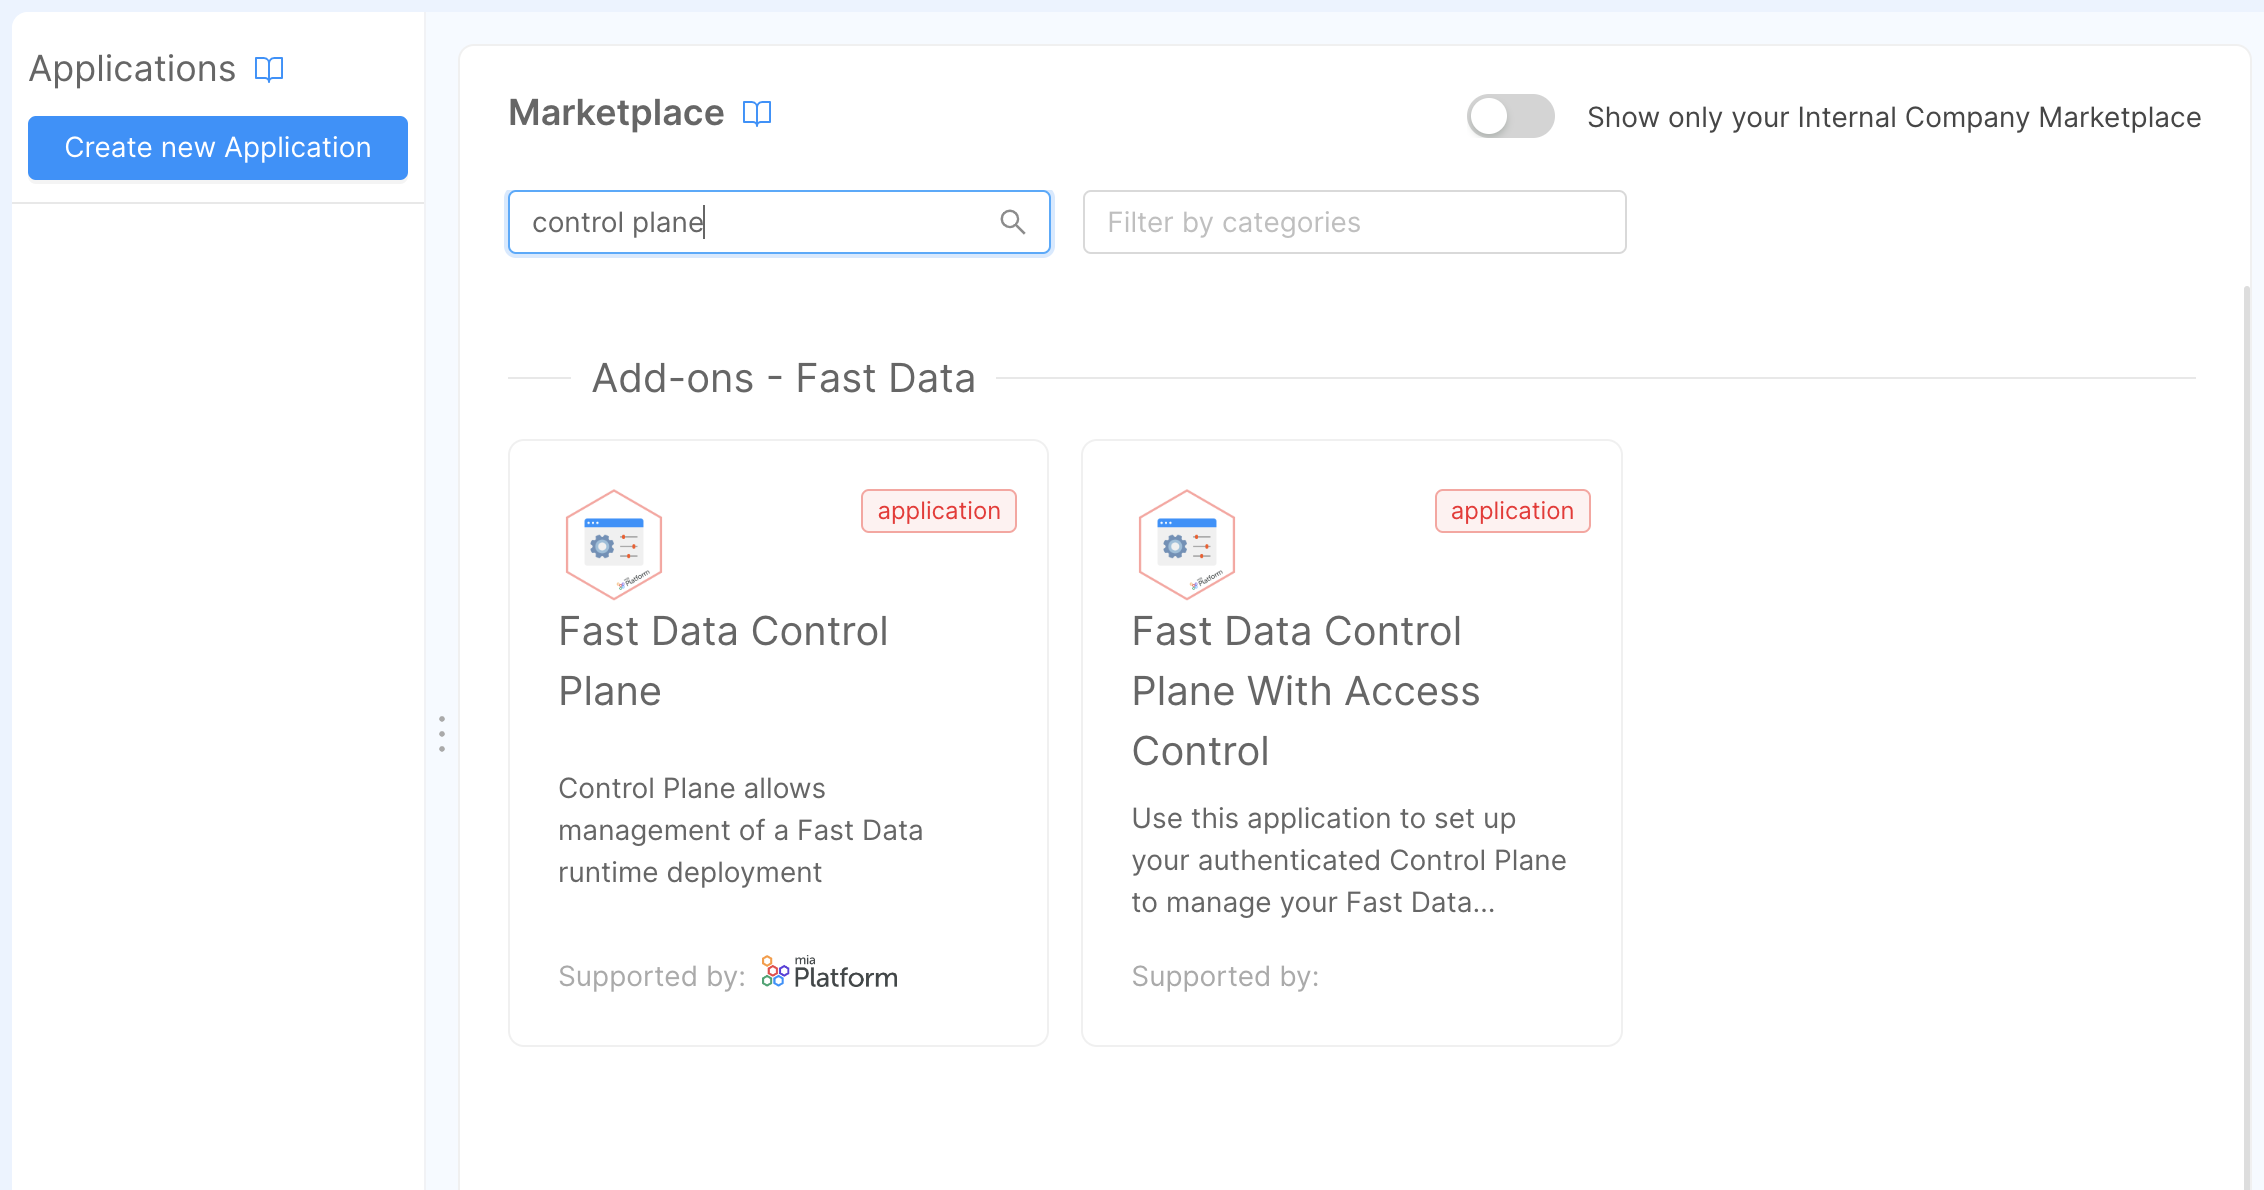 Applications
Create new Application
Marketplace
Show only your Internal Company Marketplace
control plane
Filter by categories
Add-ons - Fast Data
application
Platform
Fast Data Control
Plane
Control Plane allows
management of a Fast Data
runtime deployment
Supported by:
mia
Platform
application
Platform
Fast Data Control
Plane With Access
Control
Use this application to set up
your authenticated Control Plane
to manage your Fast Data...
Supported by: